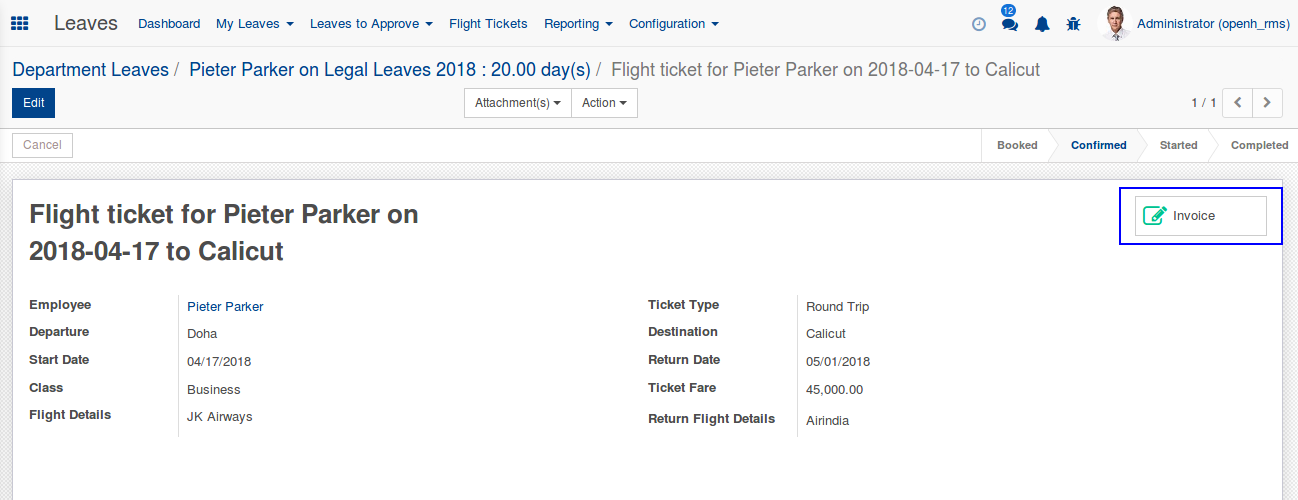 Leaves Dashboard My Leaves Leaves to Approve Flight Tickets Reporting Configuration 12 Administrator (openh_rms)
Department Leaves / Pieter Parker on Legal Leaves 2018 : 20.00 day(s) / Flight ticket for Pieter Parker on 2018-04-17 to Calicut
Edit Attachment(s) Action 1 / 1
Cancel Booked Confirmed Started Completed
Flight ticket for Pieter Parker on
2018-04-17 to Calicut
Invoice
Employee Pieter Parker Ticket Type Round Trip
Departure Doha Destination Calicut
Start Date 04/17/2018 Return Date 05/01/2018
Class Business Ticket Fare 45,000.00
Flight Details JK Airways Return Flight Details Airindia